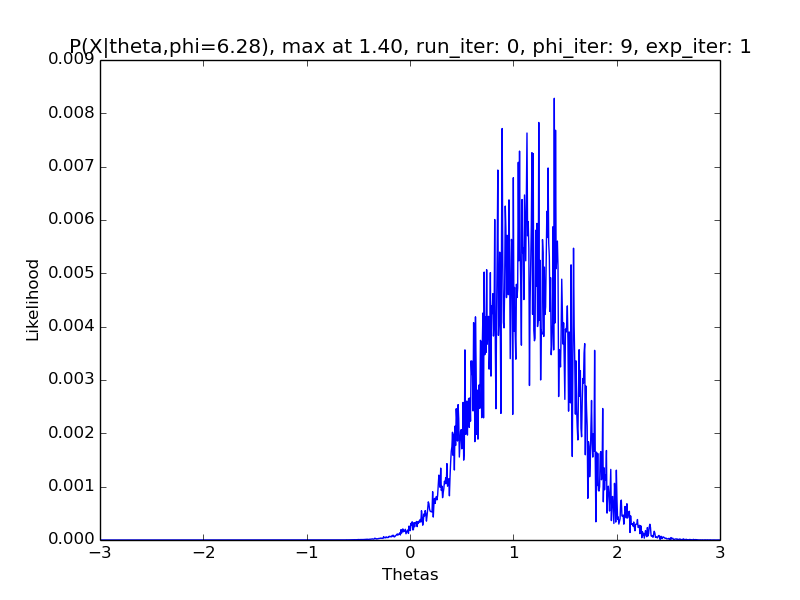 P(X|theta,phi=6.28), max at 1.40, run_iter: 0, phi_iter: 9, exp_iter: 1
0.009
0.008
0.007
0.006
0.005
0.004
0.003
0.002
0.001
0.000
Likelihood
−3 −2 −1 0 1 2 3
Thetas